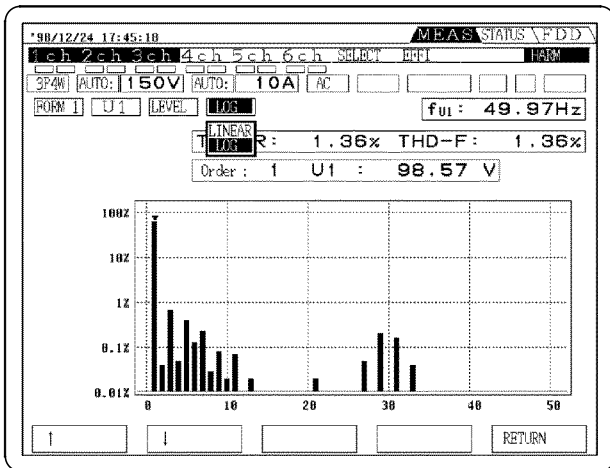 '98/12/24 17:45:18 MEAS STATUS FDD
1ch 2ch 3ch 4ch 5ch 6ch SELECT EFFI HARM
3P4W AUTO: 150V AUTO: 10A AC
FORM 1 U1 LEVEL LOG fU1: 49.97Hz
LINEAR
LOG
T R: 1.36% THD-F: 1.36%
Order: 1 U1 : 98.57 V
100%
10%
1%
0.1%
0.01%
0 10 20 30 40 50
↑ ↓ RETURN